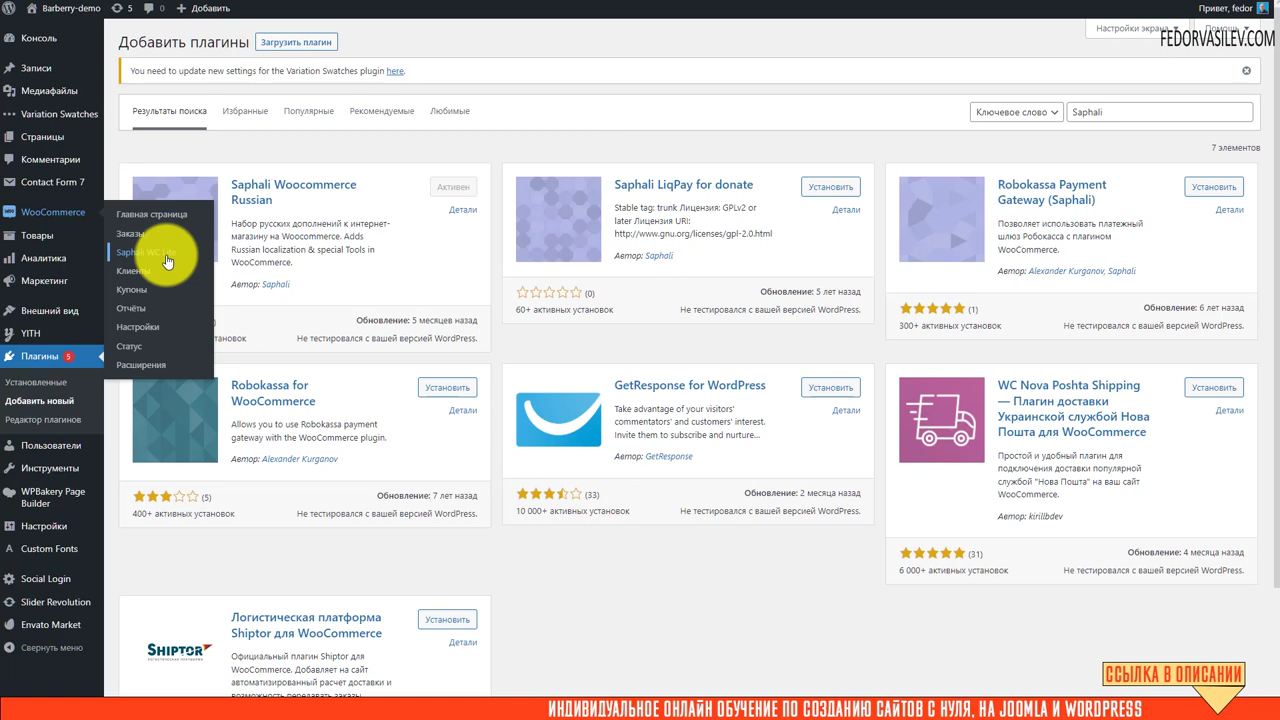 Barberry-demo
5
0
Добавить
Привет, fedor
Консоль
Записи
Медиафайлы
Variation Swatches
Страницы
Комментарии
Contact Form 7
WooCommerce
Товары
Аналитика
Маркетинг
Внешний вид
YITH
Плагины 5
Установленные
Добавить новый
Редактор плагинов
Пользователи
Инструменты
WPBakery Page
Builder
Настройки
Custom Fonts
Social Login
Slider Revolution
Envato Market
Свернуть меню
Главная страница
Заказы
Saphali WC Lite
Клиенты
Купоны
Отчёты
Настройки
Статус
Расширения
Добавить плагины
Загрузить плагин
Настройки экрана
Помощь
FEDORVASILEV.COM
You need to update new settings for the Variation Swatches plugin here.
Результаты поиска
Избранные
Популярные
Рекомендуемые
Любимые
Ключевое слово
Saphali
7 элементов
Saphali Woocommerce
Russian
Активен
Детали
Набор русских дополнений к интернет-
магазину на Woocommerce. Adds
Russian localization & special Tools in
WooCommerce.
Автор: Saphali
Обновление: 5 месяцев назад
Не тестировался с вашей версией WordPress.
Saphali LiqPay for donate
Установить
Детали
Stable tag: trunk Лицензия: GPLv2 or
later Лицензия URI:
http://www.gnu.org/licenses/gpl-2.0.html
Автор: Saphali
(0)
Обновление: 5 лет назад
60+ активных установок
Не тестировался с вашей версией WordPress.
Robokassa Payment
Gateway (Saphali)
Установить
Детали
Позволяет использовать платежный
шлюз Робокасса с плагином
WooCommerce.
Автор: Alexander Kurganov, Saphali
(1)
Обновление: 6 лет назад
300+ активных установок
Не тестировался с вашей версией WordPress.
Robokassa for
WooCommerce
Установить
Детали
Allows you to use Robokassa payment
gateway with the WooCommerce plugin.
Автор: Alexander Kurganov
(5)
Обновление: 7 лет назад
400+ активных установок
Не тестировался с вашей версией WordPress.
GetResponse for WordPress
Установить
Детали
Take advantage of your visitors'
commentators' and customers' interest.
Invite them to subscribe and nurture...
Автор: GetResponse
(33)
Обновление: 2 месяца назад
10 000+ активных установок
Не тестировался с вашей версией WordPress.
WC Nova Poshta Shipping
— Плагин доставки
Украинской службой Нова
Пошта для WooCommerce
Установить
Детали
Простой и удобный плагин для
подключения доставки популярной
службой "Нова Пошта" на ваш сайт
WooCommerce.
Автор: kirillbdev
(31)
Обновление: 4 месяца назад
6 000+ активных установок
Не тестировался с вашей версией WordPress.
SHIPTOR
Логистическая платформа
Shiptor для WooCommerce
Установить
Детали
Официальный плагин Shiptor для
WooCommerce. Добавляет на сайт
автоматизированный расчет доставки и
возможность передавать заказы
ССЫЛКА В ОПИСАНИИ
ИНДИВИДУАЛЬНОЕ ОНЛАЙН ОБУЧЕНИЕ ПО СОЗДАНИЮ САЙТОВ С НУЛЯ, НА JOOMLA И WORDPRESS